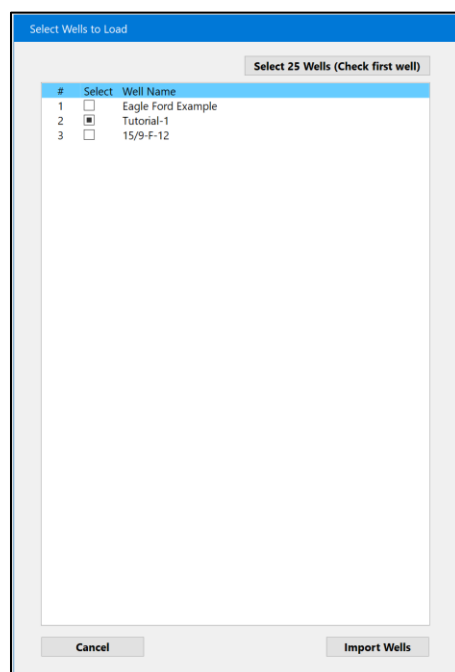 Select Wells to Load
Select 25 Wells (Check first well)
# Select Well Name
1 Eagle Ford Example
2 Tutorial-1
3 15/9-F-12
Cancel Import Wells